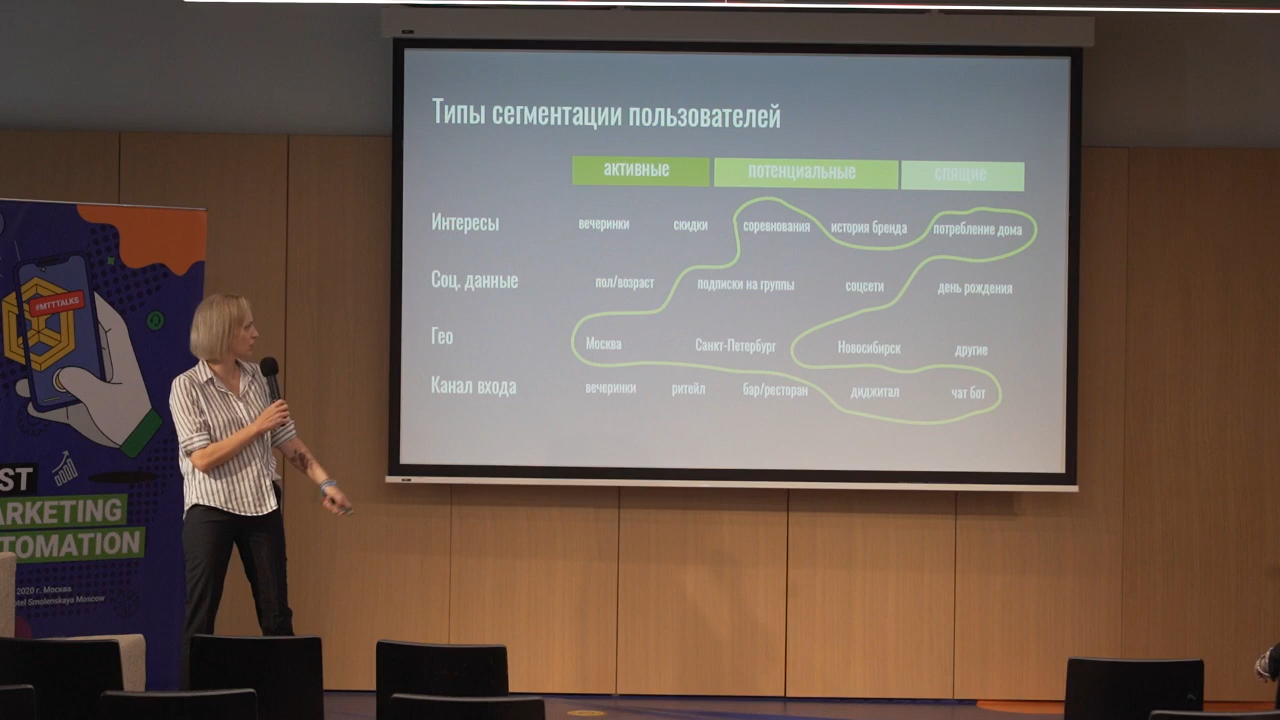 Типы сегментации пользователей
активные потенциальные спящие
Интересы вечеринки скидки соревнования история бренда потребление дома
Соц. данные пол/возраст подписки на группы соцсети день рождения
Гео Москва Санкт-Петербург Новосибирск другие
Канал входа вечеринки ритейл бар/ресторан диджитал чат бот
#MTTTALKS
ST
ARKETING
TOMATION
2020 г. Москва
otel Smolenskaya Moscow